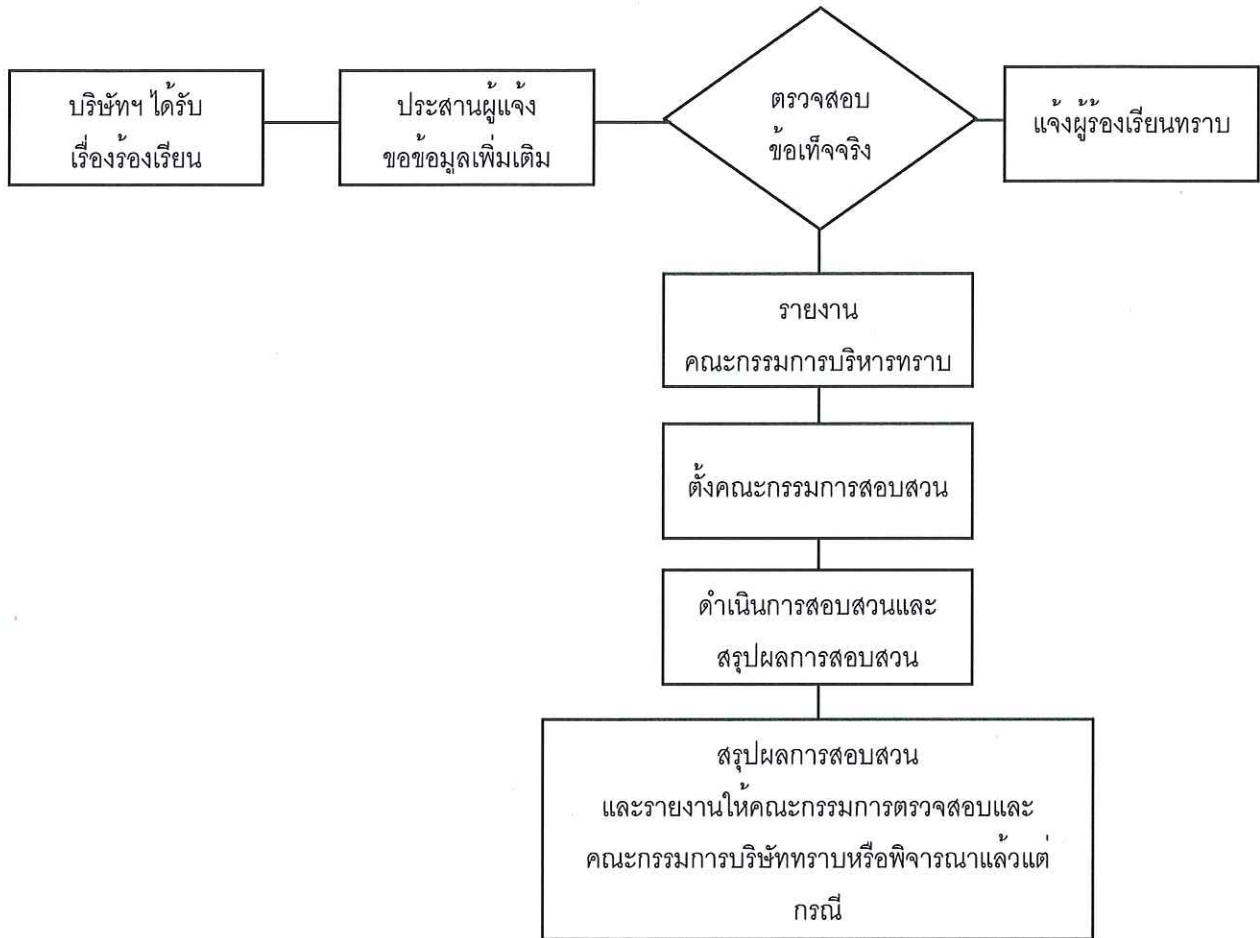 บริษัทฯ ได้รับ
เรื่องร้องเรียน
ประสานผู้แจ้ง
ขอข้อมูลเพิ่มเติม
ตรวจสอบ
ข้อเท็จจริง
แจ้งผู้ร้องเรียนทราบ
รายงาน
คณะกรรมการบริหารทราบ
ตั้งคณะกรรมการสอบสวน
ดำเนินการสอบสวนและ
สรุปผลการสอบสวน
สรุปผลการสอบสวน
และรายงานให้คณะกรรมการตรวจสอบและ
คณะกรรมการบริษัททราบหรือพิจารณาแล้วแต่
กรณี